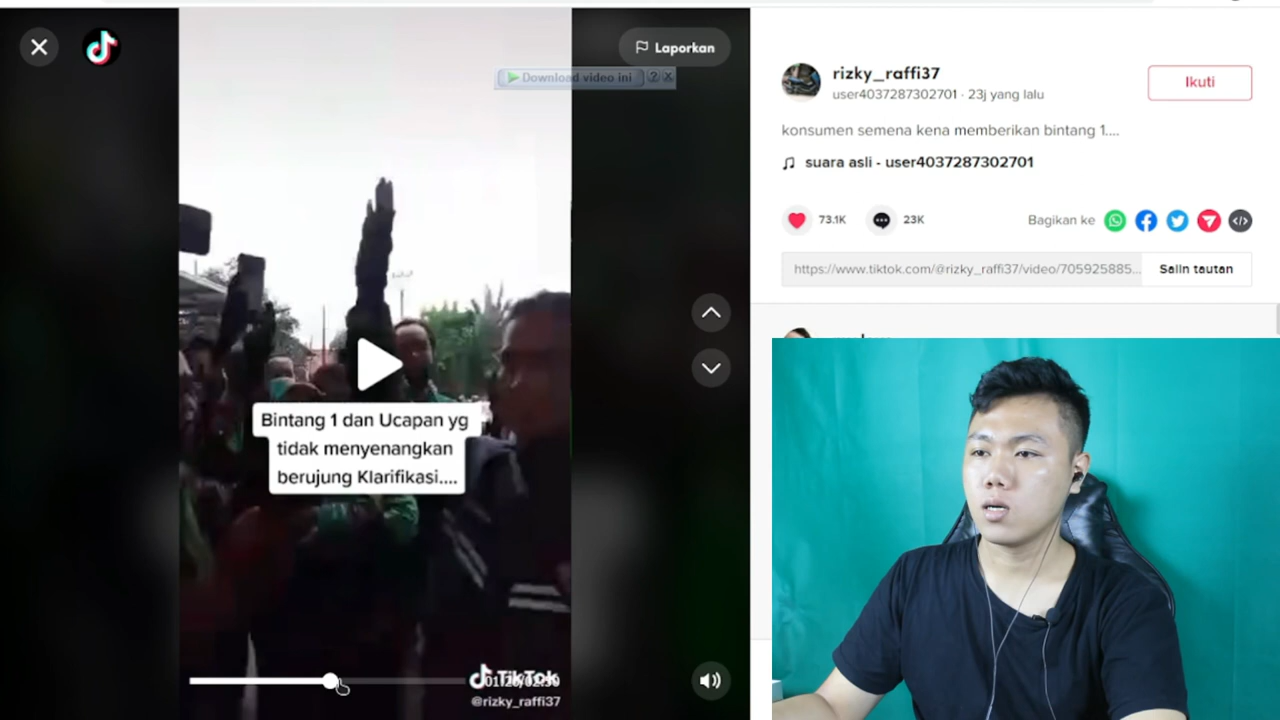 Laporkan
Download video ini
?
rizky_raffi37
user4037287302701 · 23j yang lalu
Ikuti
konsumen semena kena memberikan bintang 1....
suara asli - user4037287302701
73.1K
23K
Bagikan ke
https://www.tiktok.com/@rizky_raffi37/video/705925885...
Salin tautan
Bintang 1 dan Ucapan yg
tidak menyenangkan
berujung Klarifikasi....
TikTok
@rizky_raffi37